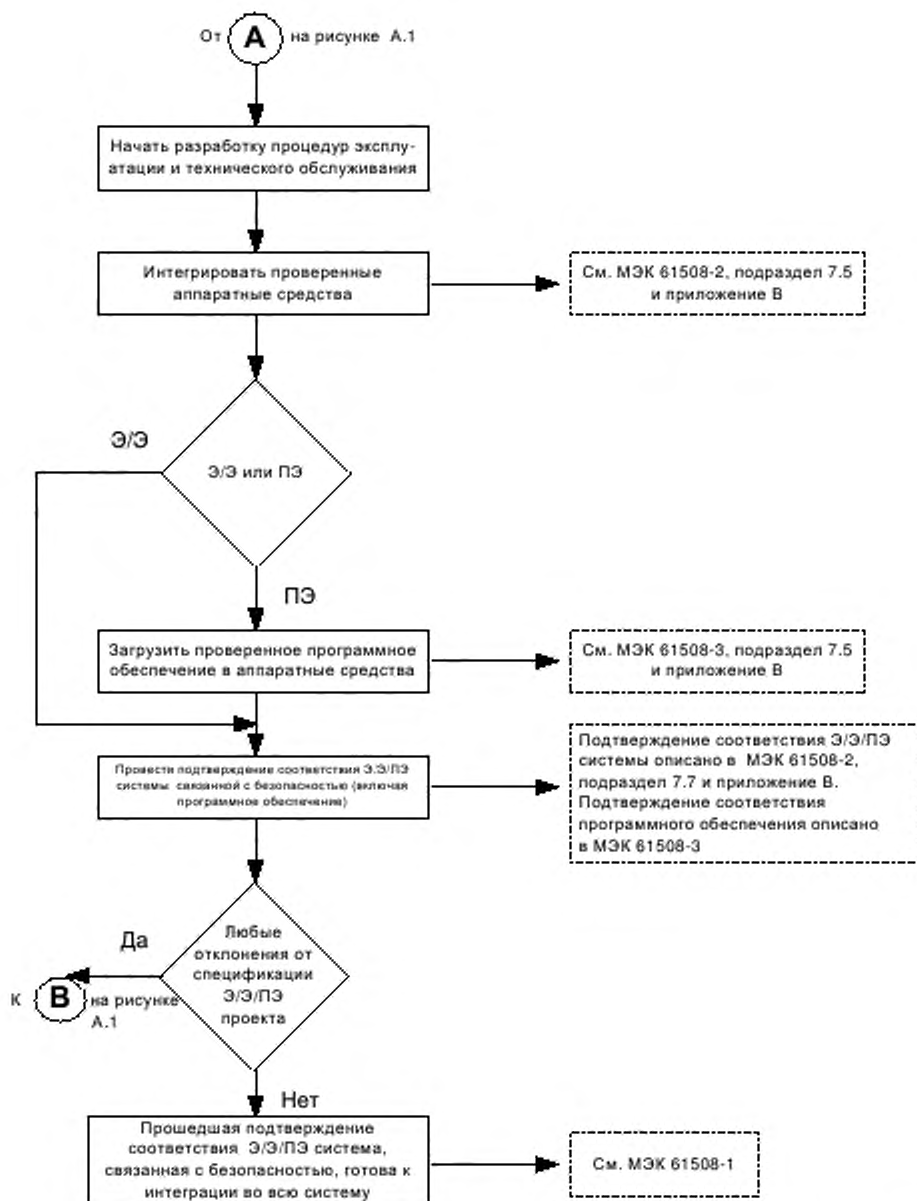 От A на рисунке А.1
Начать разработку процедур эксплу-
атации и технического обслуживания
Интегрировать проверенные
аппаратные средства
См. МЭК 61508-2, подраздел 7.5
и приложение В
Э/Э
Э/Э или ПЭ
ПЭ
Загрузить проверенное программное
обеспечение в аппаратные средства
См. МЭК 61508-3, подраздел 7.5
и приложение В
Провести подтверждение соответствия Э.Э/ПЭ
системы связанной с безопасностью (включая
программное обеспечение)
Подтверждение соответствия Э/Э/ПЭ
системы описано в МЭК 61508-2,
подраздел 7.7 и приложение В.
Подтверждение соответствия
программного обеспечения описано
в МЭК 61508-3
Любые
отклонения от
спецификации
Э/Э/ПЭ
проекта
Да
К B на рисунке
А.1
Нет
Прошедшая подтверждение
соответствия Э/Э/ПЭ система,
связанная с безопасностью, готова к
интеграции во всю систему
См. МЭК 61508-1